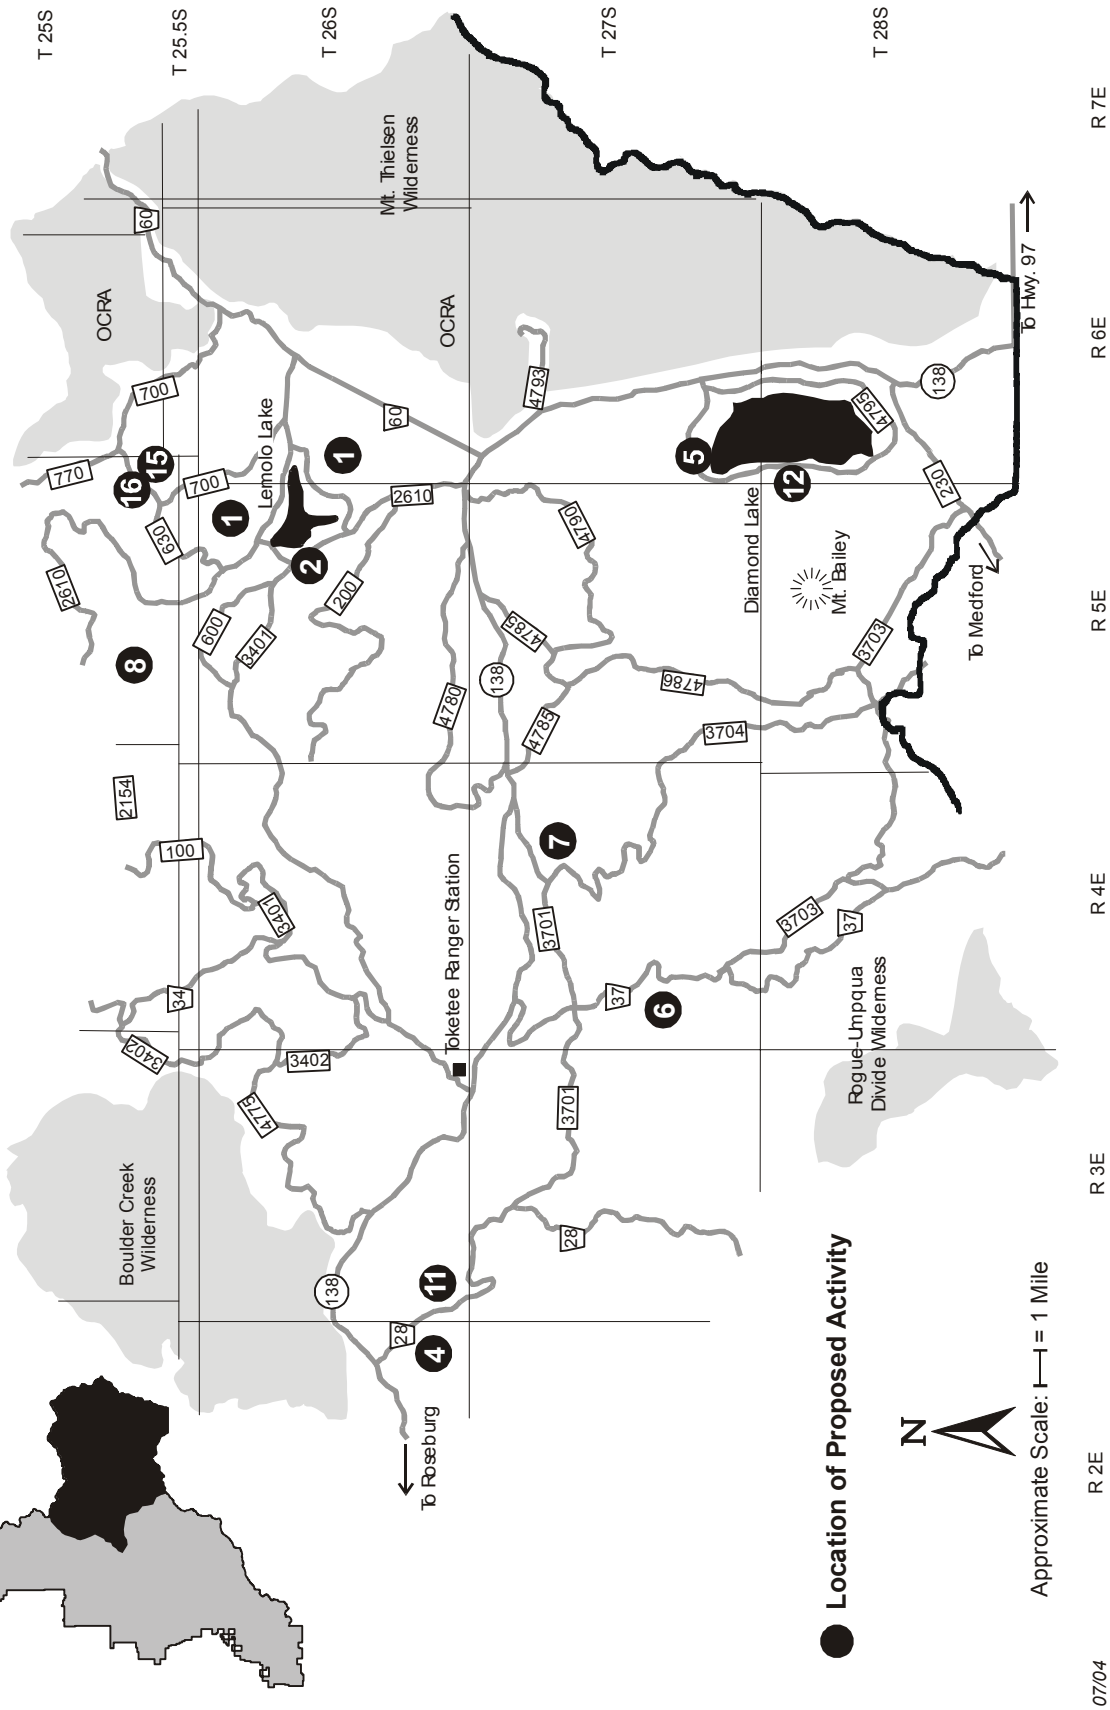 T 25S
2610
770
OCRA
2154
Boulder Creek
Wilderness
16
8
3402
60
15
700
630
34
100
T 25.5S
700
600
1
3401
4775
Lemolo Lake
3401
3402
2
138
T 26S
1
200
Mt. Thielsen
Wilderness
60
28
2610
To Roseburg
4
11
OCRA
4780
Toketee Ranger Station
138
4785
4793
4785
3701
7
3701
28
4790
T 27S
37
6
4786
5
3704
Diamond Lake
12
3703
Location of Proposed Activity
Mt. Bailey
37
Rogue-Umpqua
Divide Wilderness
3703
4795
T 28S
N
138
230
To Medford
To Hwy. 97
Approximate Scale: = 1 Mile
07/04
R 2E
R 3E
R 4E
R 5E
R 6E
R 7E